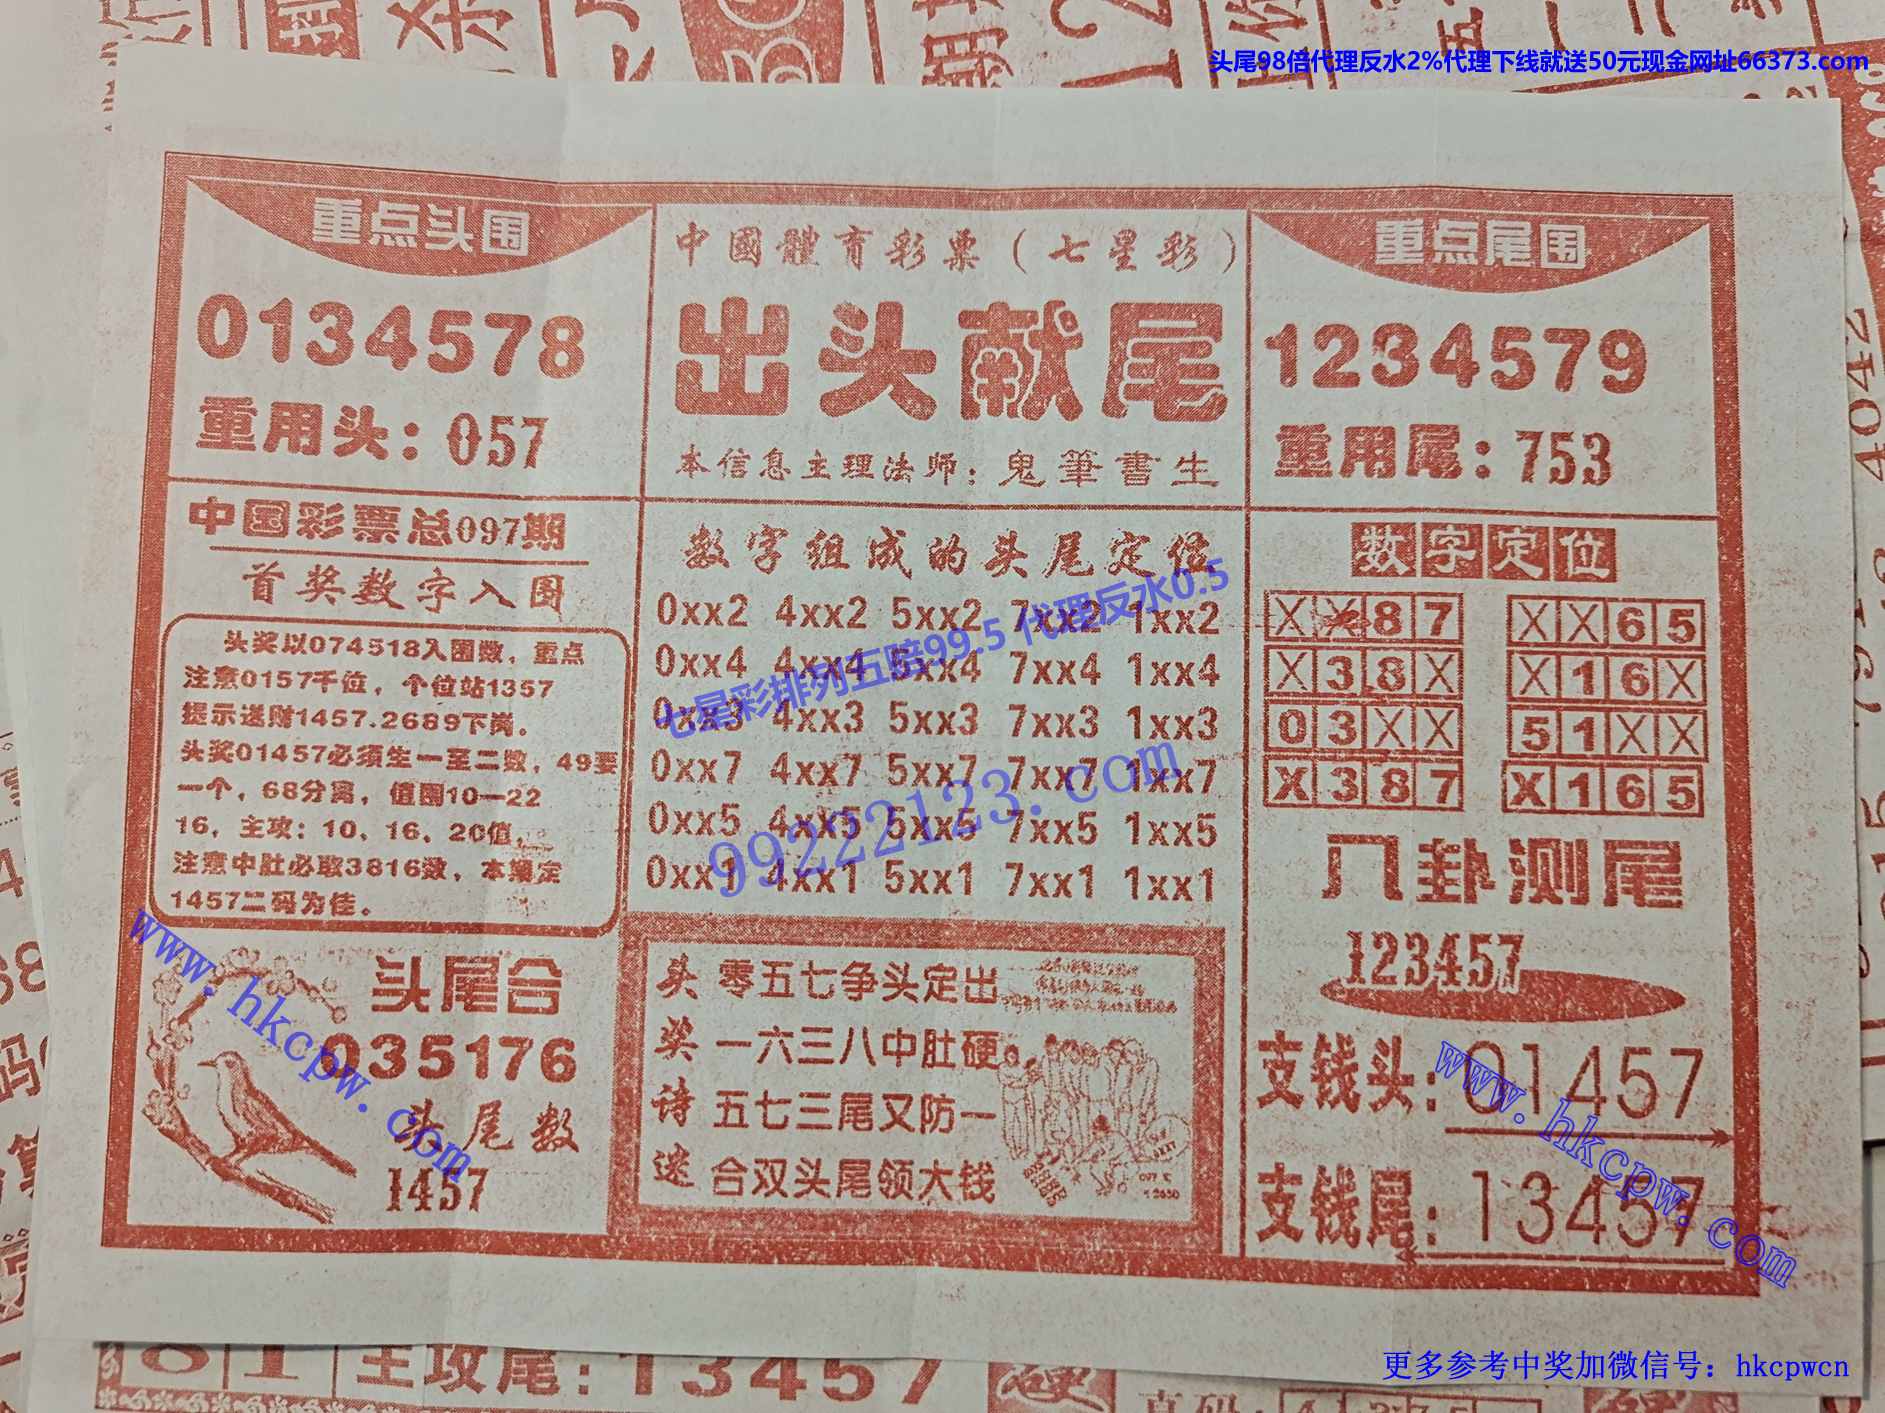 头尾98倍代理反水2%代理下线就送50元现金网址66373.com
重点头围
0134578
重用头：057
中國體育彩票（七星彩）
出头献尾
本信息主理法师：鬼筆書生
重点尾围
1234579
重用尾：753
中国彩票总097期
首奖数字入围
头奖以074518入围数，重点
注意0157千位，个位站1357
提示送财1457.2689下岗。
头奖01457必须生一至二数，49要
一个，68分离，值围10—22
16，主攻：10、16、20值，
注意中肚必取3816数，本期定
1457二码为佳。
头尾合
035176
头尾数
1457
数字组成的头尾定位
0xx2 4xx2 5xx2 7xx2 1xx2
0xx4 4xx4 5xx4 7xx4 1xx4
0xx3 4xx3 5xx3 7xx3 1xx3
0xx7 4xx7 5xx7 7xx7 1xx7
0xx5 4xx5 5xx5 7xx5 1xx5
0xx1 4xx1 5xx1 7xx1 1xx1
七星彩排列五赔99.5 代理反水0.5
99222123.com
头奖诗迷
零五七争头定出
一六三八中肚硬
五七三尾又防一
合双头尾领大钱
数字定位
XX87 XX65
X38X X16X
03XX 51XX
X387 X165
八卦测尾
123457
支钱头：01457
支钱尾：13457
www.hkcpw.com
www.hkcpw.com
81 主攻尾：13457
更多参考中奖加微信号：hkcpwcn